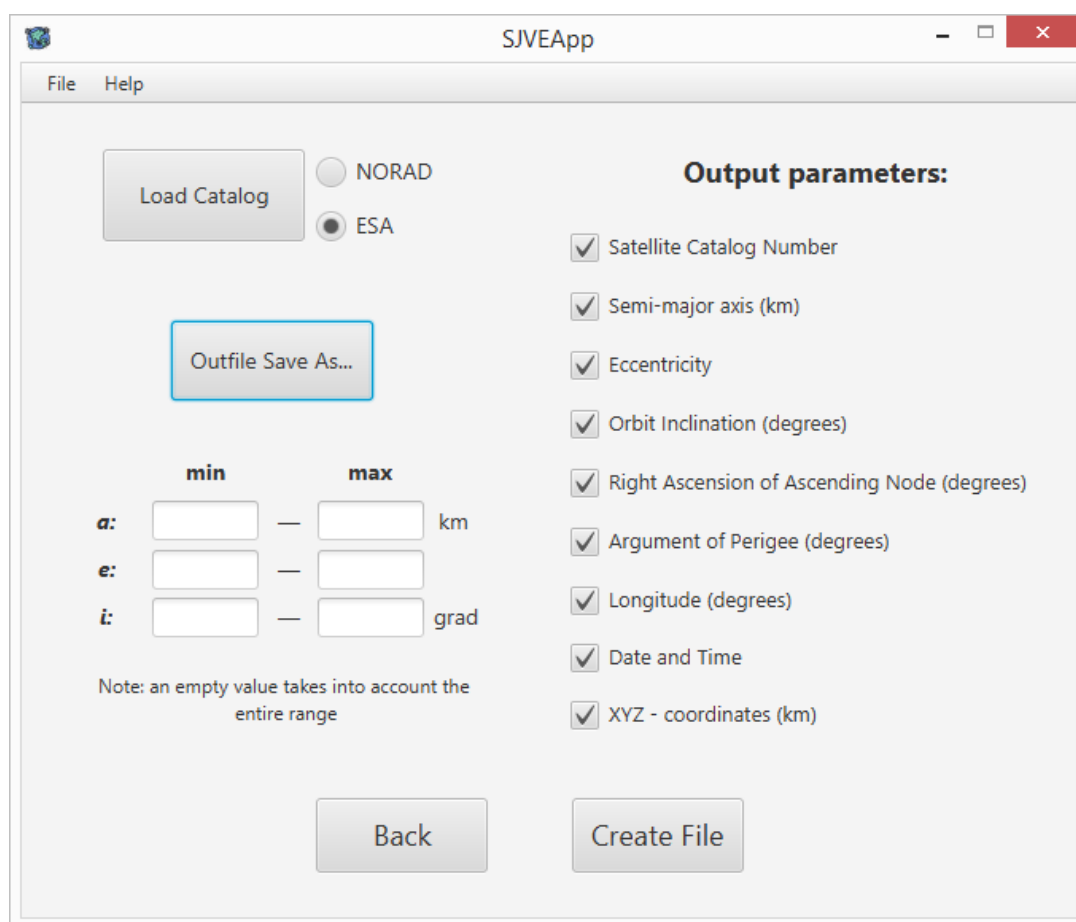 SJVEApp
File Help
Load Catalog
NORAD
ESA
Outfile Save As...
min max
a: — km
e: —
i: — grad
Note: an empty value takes into account the
entire range
Output parameters:
Satellite Catalog Number
Semi-major axis (km)
Eccentricity
Orbit Inclination (degrees)
Right Ascension of Ascending Node (degrees)
Argument of Perigee (degrees)
Longitude (degrees)
Date and Time
XYZ - coordinates (km)
Back
Create File